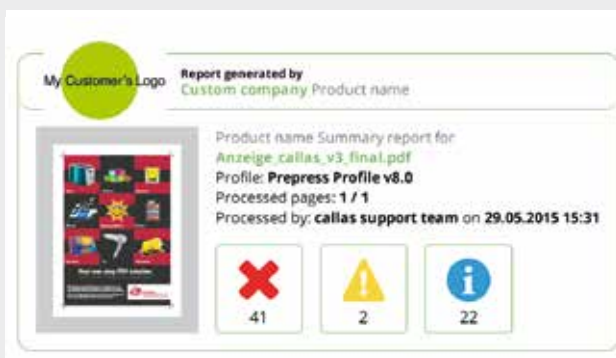 My Customer's Logo
Report generated by
Custom company Product name
Product name Summary report for
Anzeige_callas_v3_final.pdf
Profile: Prepress Profile v8.0
Processed pages: 1 / 1
Processed by: callas support team on 29.05.2015 15:31
41
2
22